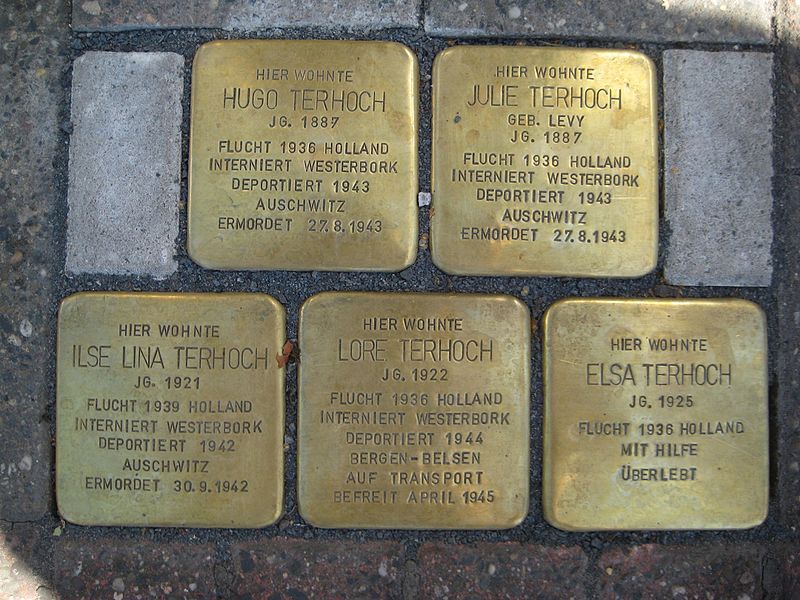 HIER WOHNTE
HUGO TERHOCH
JG. 1887
FLUCHT 1936 HOLLAND
INTERNIERT WESTERBORK
DEPORTIERT 1943
AUSCHWITZ
ERMORDET 27.8.1943
HIER WOHNTE
JULIE TERHOCH
GEB. LEVY
JG. 1887
FLUCHT 1936 HOLLAND
INTERNIERT WESTERBORK
DEPORTIERT 1943
AUSCHWITZ
ERMORDET 27.8.1943
HIER WOHNTE
ILSE LINA TERHOCH
JG. 1921
FLUCHT 1939 HOLLAND
INTERNIERT WESTERBORK
DEPORTIERT 1942
AUSCHWITZ
ERMORDET 30.9.1942
HIER WOHNTE
LORE TERHOCH
JG. 1922
FLUCHT 1936 HOLLAND
INTERNIERT WESTERBORK
DEPORTIERT 1944
BERGEN-BELSEN
AUF TRANSPORT
BEFREIT APRIL 1945
HIER WOHNTE
ELSA TERHOCH
JG. 1925
FLUCHT 1936 HOLLAND
MIT HILFE
ÜBERLEBT